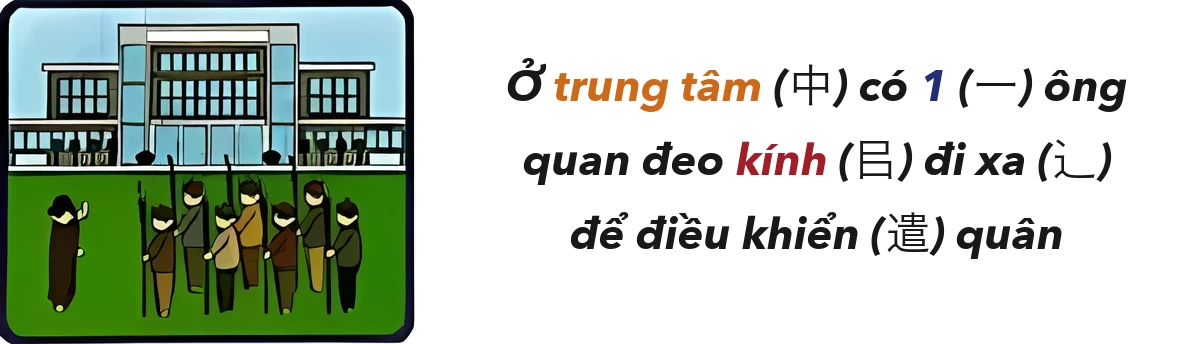 Ở trung tâm (中) có 1 (一) ông
quan đeo kính (㠯) đi xa (辶)
để điều khiển (遣) quân